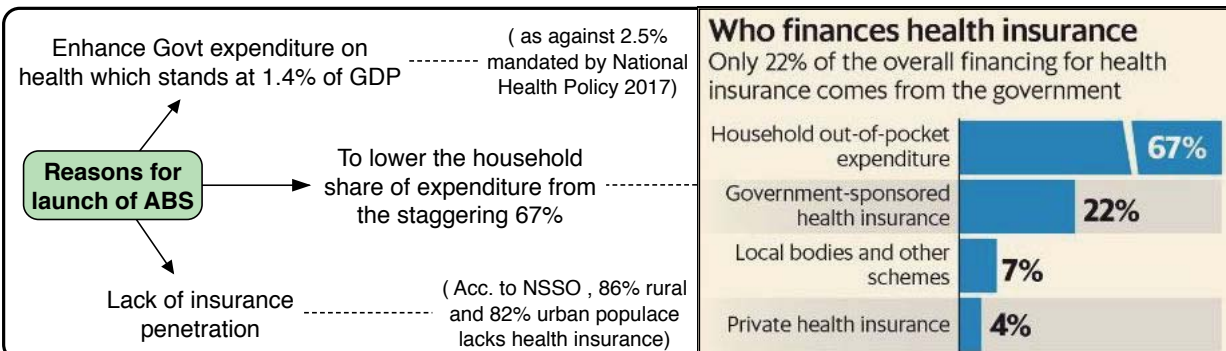 Enhance Govt expenditure on
health which stands at 1.4% of GDP
( as against 2.5%
mandated by National
Health Policy 2017)
Reasons for
launch of ABS
To lower the household
share of expenditure from
the staggering 67%
Lack of insurance
penetration
( Acc. to NSSO , 86% rural
and 82% urban populace
lacks health insurance)
Who finances health insurance
Only 22% of the overall financing for health
insurance comes from the government
Household out-of-pocket
expenditure
67%
Government-sponsored
health insurance
22%
Local bodies and other
schemes
7%
Private health insurance
4%